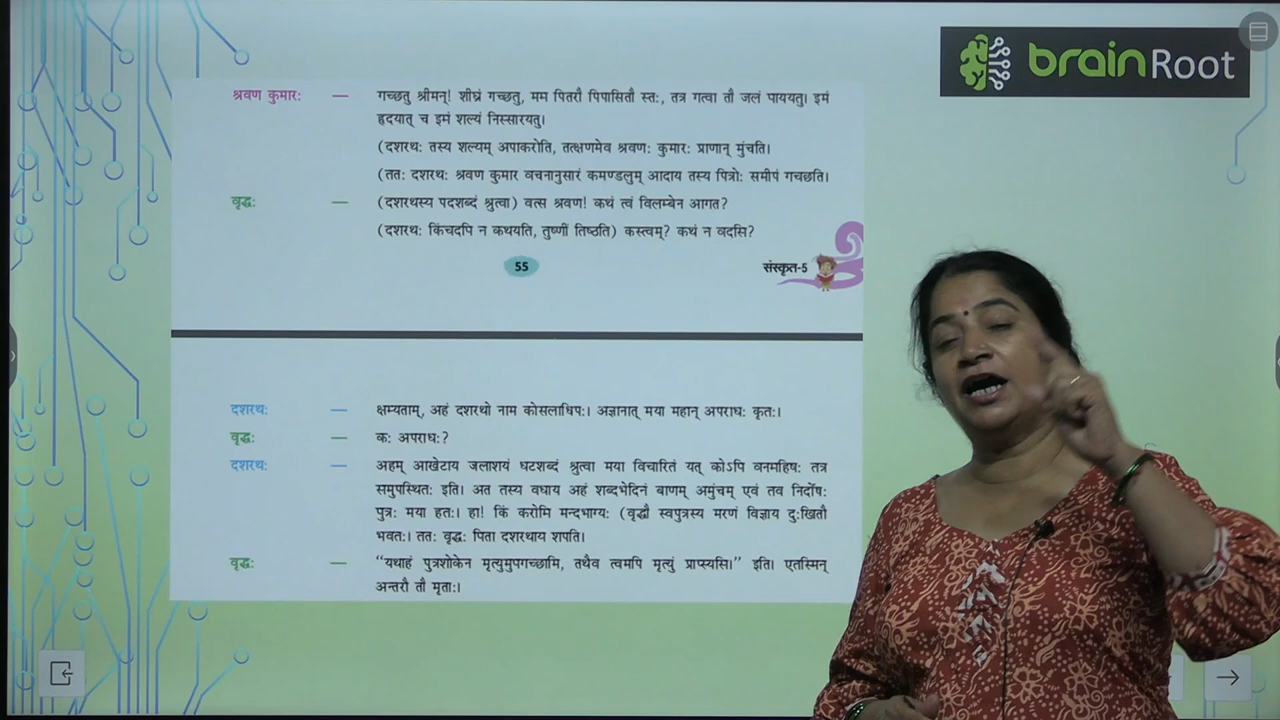 brainRoot
श्रवण कुमार: — गच्छतु श्रीमन्! शीघ्रं गच्छतु, मम पितरौ पिपासितौ स्त:, तत्र गत्वा तौ जलं पाययतु। इमं
हृदयात् च इमं शल्यं निस्सारयतु।
(दशरथ: तस्य शल्यम् अपाकरोति, तत्क्षणमेव श्रवण: कुमार: प्राणान् मुंचति।
(तत: दशरथ: श्रवण कुमार वचनानुसारं कमण्डलुम् आदाय तस्य पित्रो: समीपं गचछति।
वृद्ध: — (दशरथस्य पदशब्दं श्रुत्वा) वत्स श्रवण! कथं त्वं विलम्बेन आगत?
(दशरथ: किंचदपि न कथयति, तुष्णीं तिष्ठति) कस्त्वम्? कथं न वदसि?
55
संस्कृत-5
दशरथ: — क्षम्यताम्, अहं दशरथो नाम कोसलाधिप:। अज्ञानात् मया महान् अपराध: कृत:।
वृद्ध: — क: अपराध:?
दशरथ: — अहम् आखेटाय जलाशयं घटशब्दं श्रुत्वा मया विचारितं यत् कोऽपि वनमहिष: तत्र
समुपस्थित: इति। अत तस्य वधाय अहं शब्दभेदिनं बाणम् अमुंचम् एवं तव निर्दोष:
पुत्र: मया हत:। हा! किं करोमि मन्दभाग्य: (वृद्धौ स्वपुत्रस्य मरणं विज्ञाय दु:खितौ
भवत:। तत: वृद्ध: पिता दशरथाय शपति।
वृद्ध: — “यथाहं पुत्रशोकेन मृत्युमुपगच्छामि, तथैव त्वमपि मृत्युं प्राप्स्यसि।” इति। एतस्मिन्
अन्तरौ तौ मृता:।